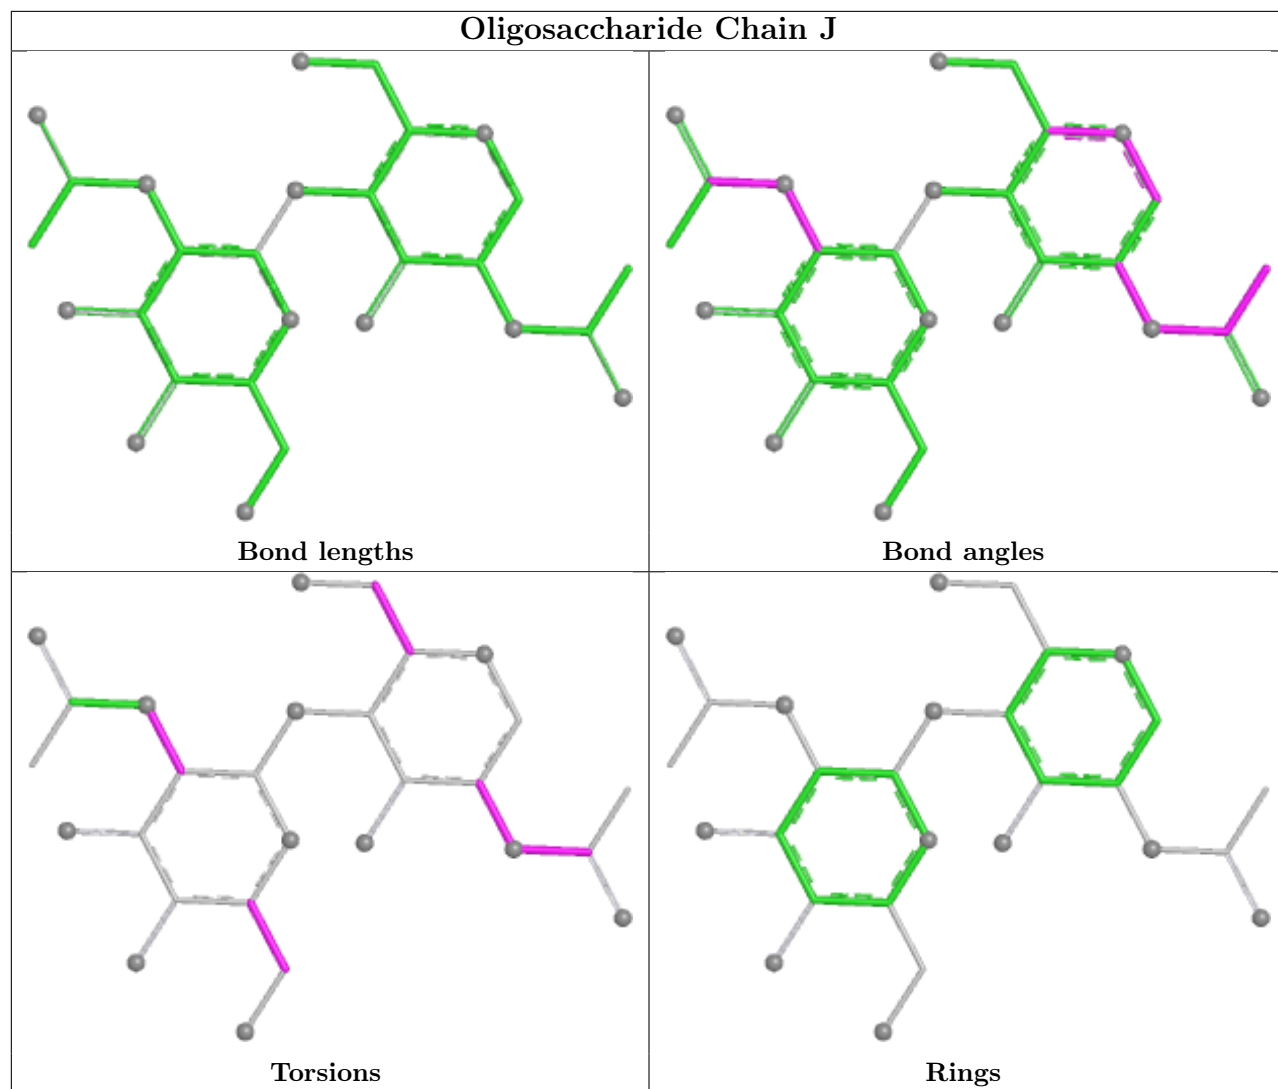 Oligosaccharide Chain J
Bond lengths
Bond angles
Torsions
Rings